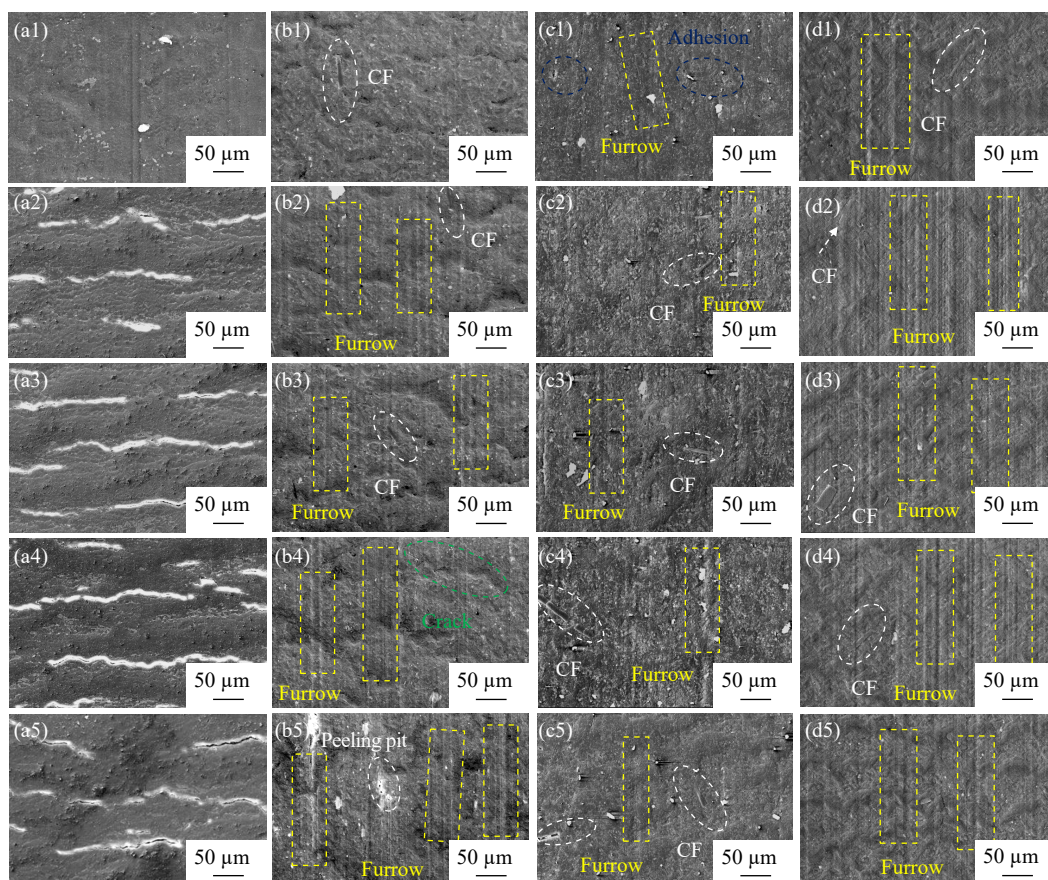 (a1)
50 µm
(b1)
CF
50 µm
(c1)
Adhesion
Furrow
50 µm
(d1)
CF
Furrow
50 µm
(a2)
50 µm
(b2)
CF
Furrow
50 µm
(c2)
CF
Furrow
50 µm
(d2)
CF
Furrow
50 µm
(a3)
50 µm
(b3)
CF
Furrow
50 µm
(c3)
CF
Furrow
50 µm
(d3)
CF
Furrow
50 µm
(a4)
50 µm
(b4)
Crack
Furrow
50 µm
(c4)
CF
Furrow
50 µm
(d4)
CF
Furrow
50 µm
(a5)
50 µm
(b5)
Peeling pit
Furrow
50 µm
(c5)
CF
Furrow
50 µm
(d5)
Furrow
50 µm